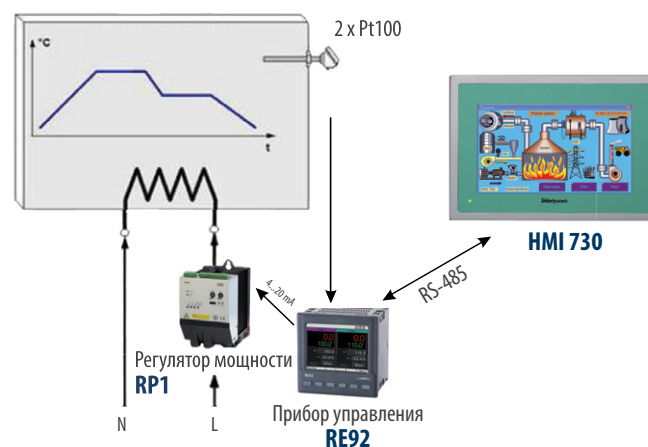 °C
t
2 x Pt100
HMI 730
RS-485
4...20 mA
Регулятор мощности
RP1
N
L
Прибор управления
RE92